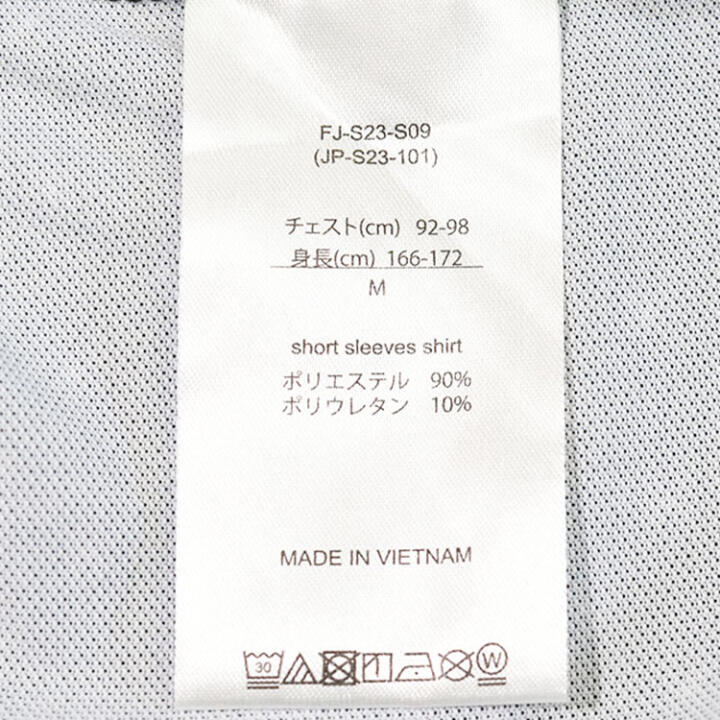 FJ-S23-S09
(JP-S23-101)
チェスト(cm) 92-98
身長(cm) 166-172
M
short sleeves shirt
ポリエステル 90%
ポリウレタン 10%
MADE IN VIETNAM
30
W